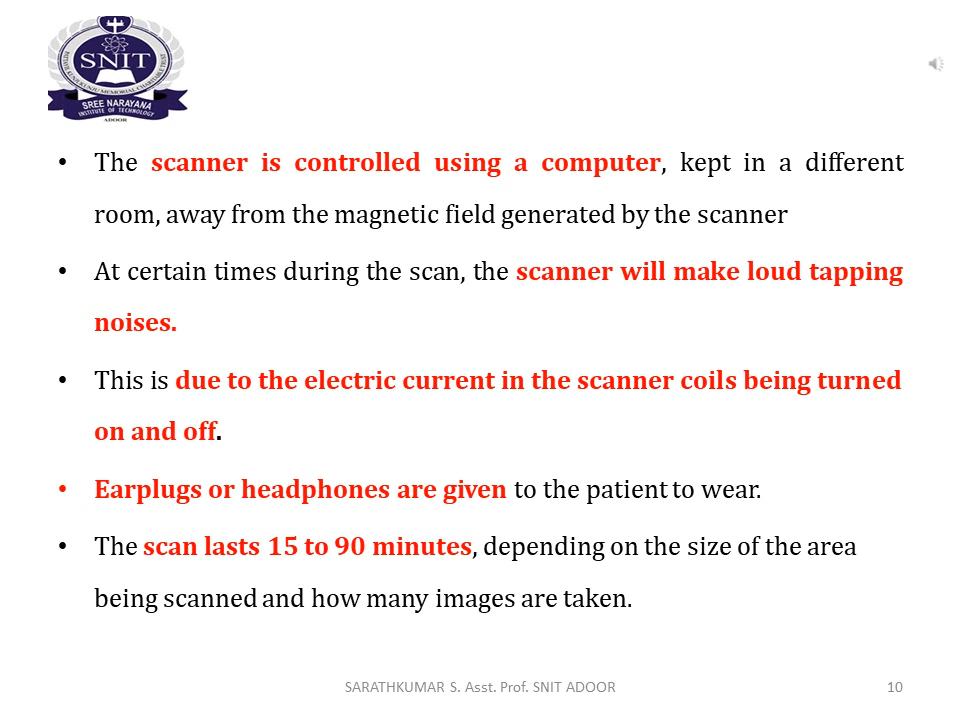 SNIT
SREE NARAYANA
INSTITUTE OF TECHNOLOGY
ADOOR
• The scanner is controlled using a computer, kept in a different
room, away from the magnetic field generated by the scanner
• At certain times during the scan, the scanner will make loud tapping
noises.
• This is due to the electric current in the scanner coils being turned
on and off.
• Earplugs or headphones are given to the patient to wear.
• The scan lasts 15 to 90 minutes, depending on the size of the area
being scanned and how many images are taken.
SARATHKUMAR S. Asst. Prof. SNIT ADOOR
10